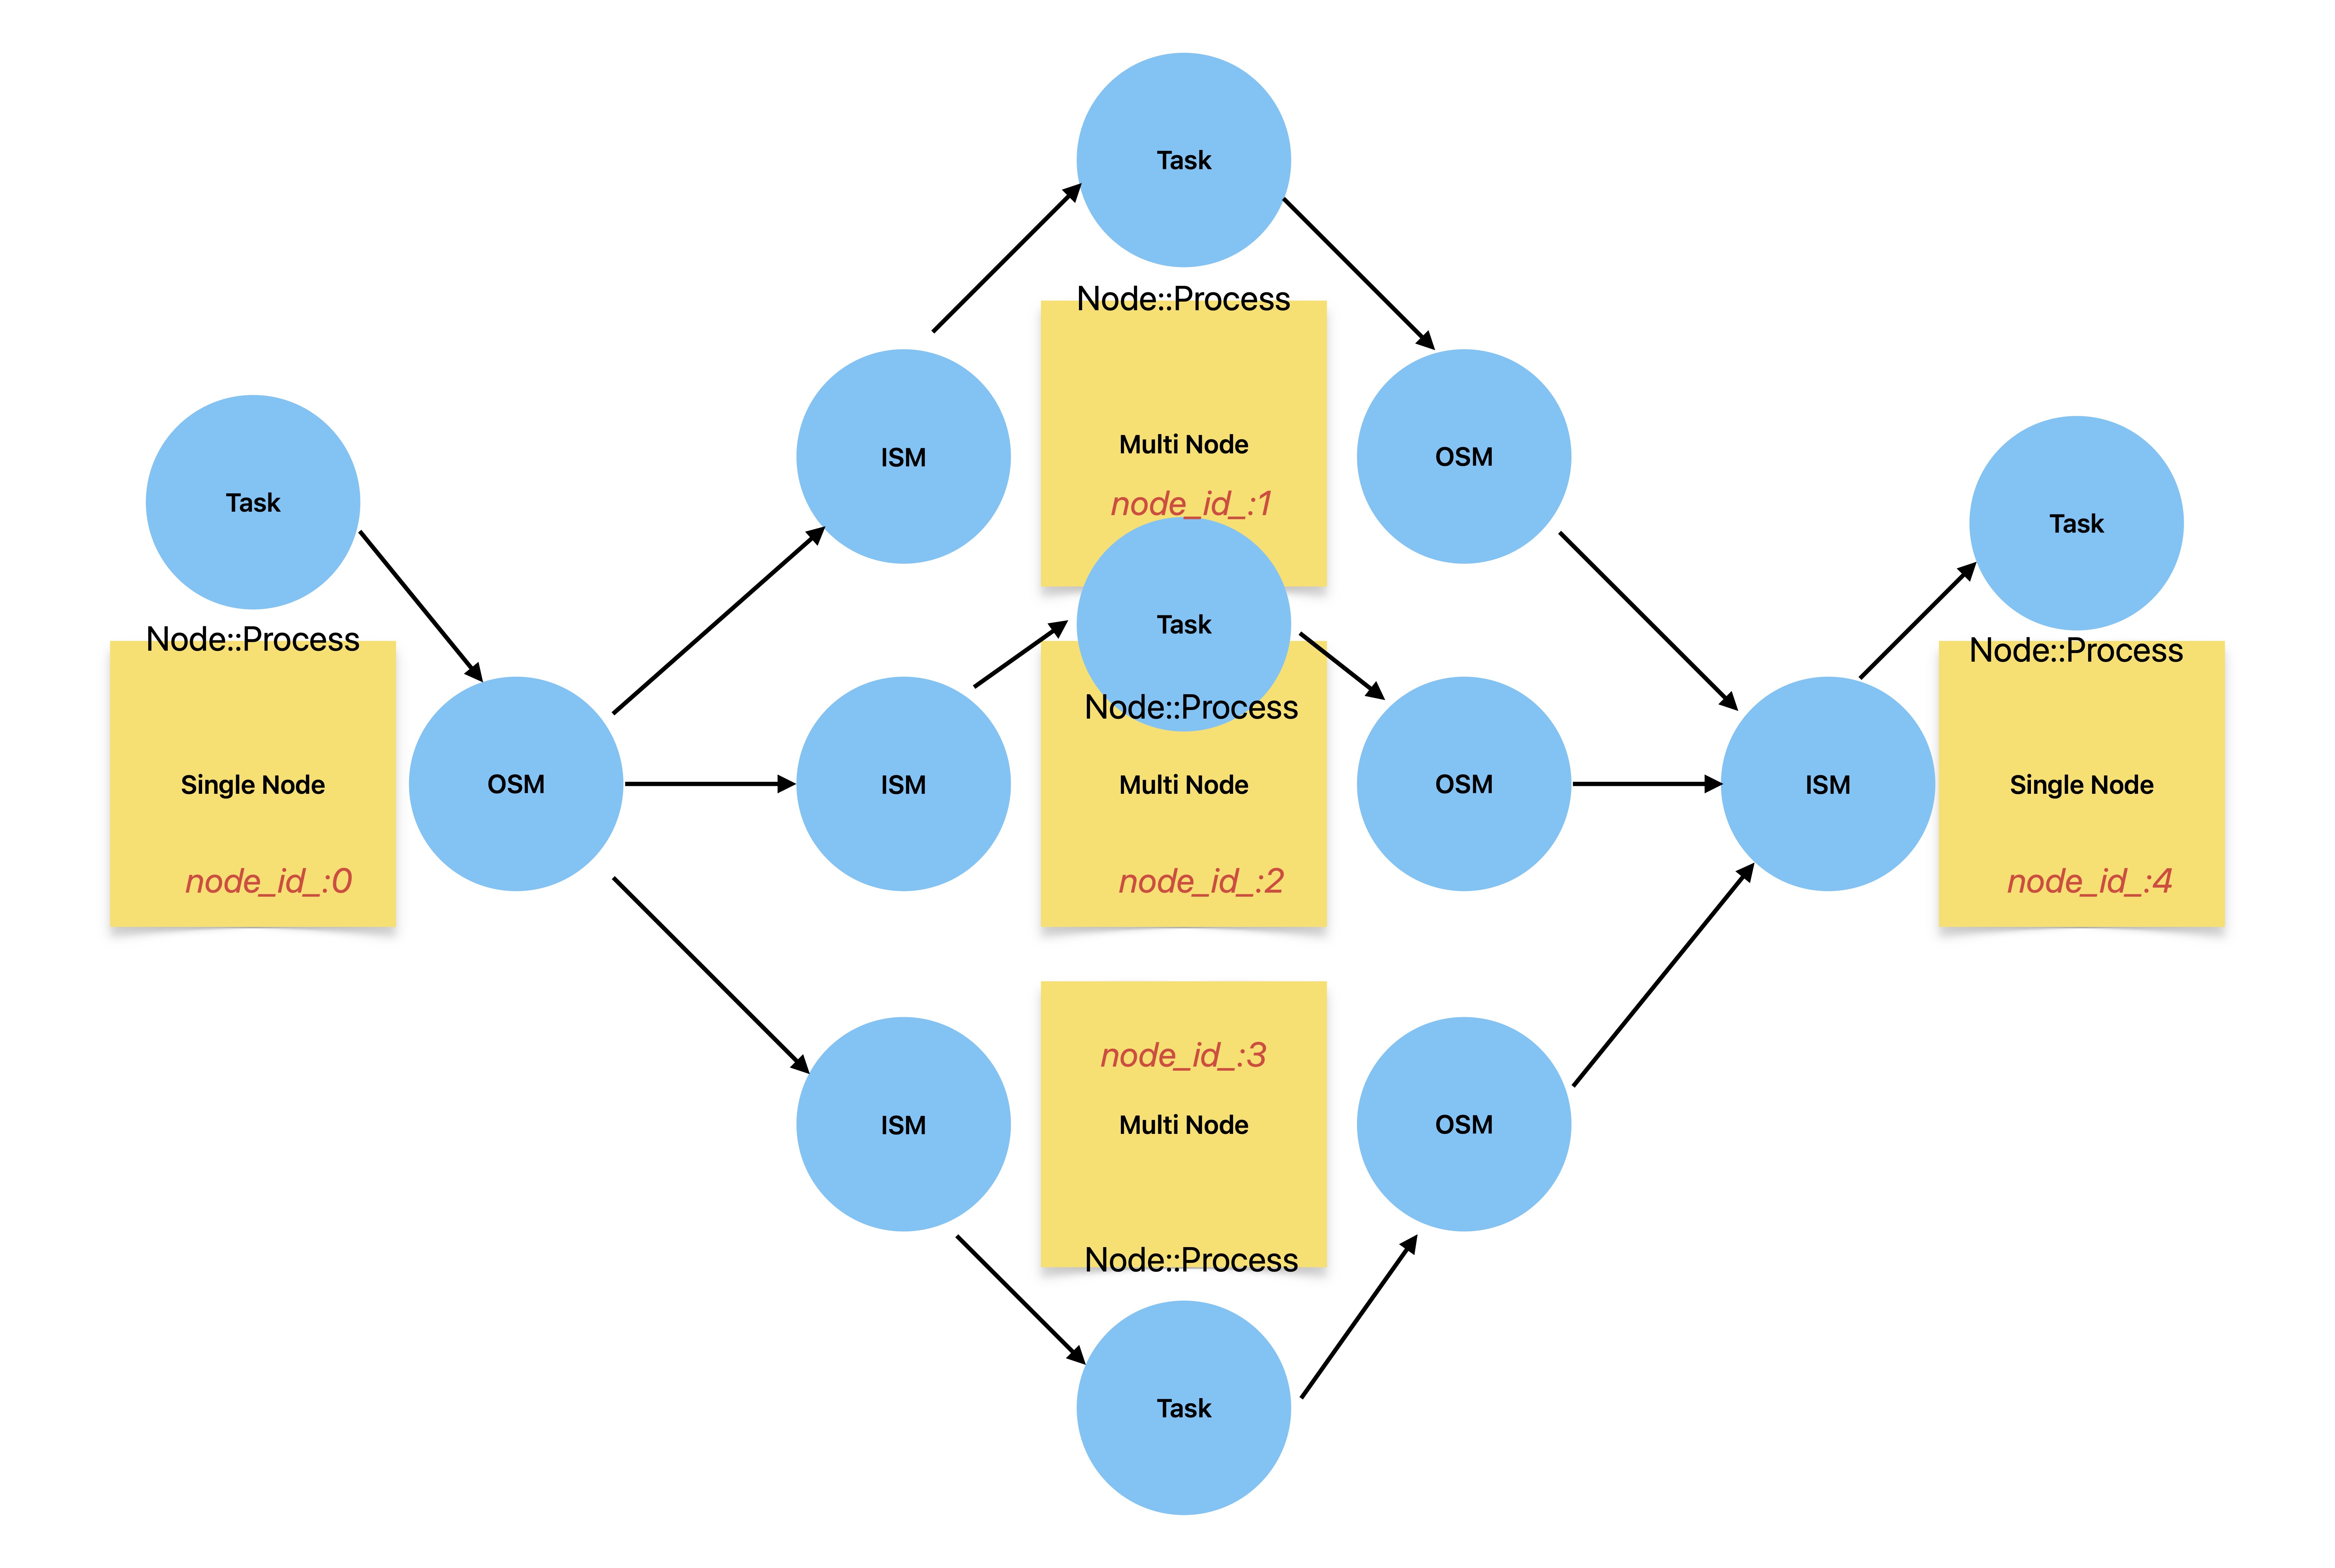 Task
Node::Process
Multi Node
node_id_:1
ISM
OSM
Task
Node::Process
Single Node
node_id_:0
OSM
ISM
Task
Node::Process
Multi Node
node_id_:2
OSM
ISM
Task
Node::Process
Single Node
node_id_:4
ISM
node_id_:3
Multi Node
Node::Process
OSM
Task